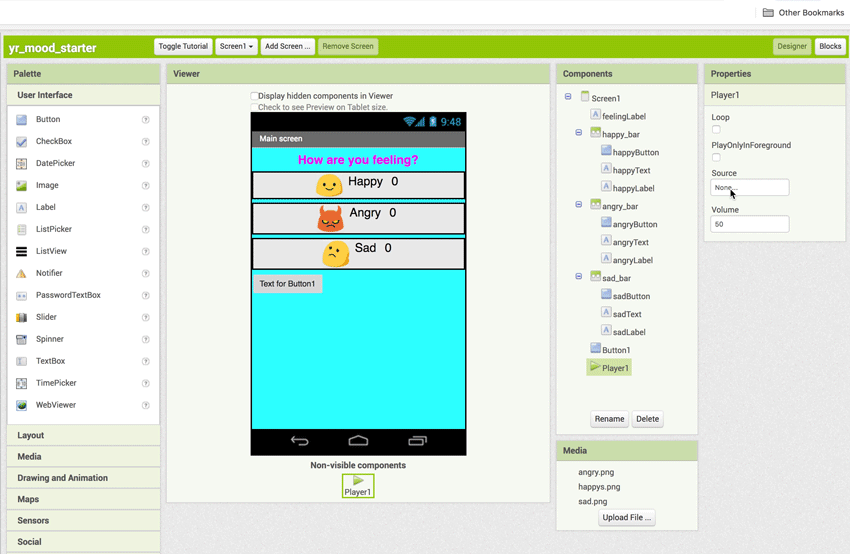 Other Bookmarks
yr_mood_starter
Toggle Tutorial
Screen1
Add Screen ...
Remove Screen
Designer
Blocks
Palette
User Interface
Button
CheckBox
DatePicker
Image
Label
ListPicker
ListView
Notifier
PasswordTextBox
Slider
Spinner
TextBox
TimePicker
WebViewer
Layout
Media
Drawing and Animation
Maps
Sensors
Social
Viewer
Display hidden components in Viewer
Check to see Preview on Tablet size.
9:48
Main screen
How are you feeling?
Happy 0
Angry 0
Sad 0
Text for Button1
Non-visible components
Player1
Components
Screen1
feelingLabel
happy_bar
happyButton
happyText
happyLabel
angry_bar
angryButton
angryText
angryLabel
sad_bar
sadButton
sadText
sadLabel
Button1
Player1
Rename
Delete
Media
angry.png
happys.png
sad.png
Upload File ...
Properties
Player1
Loop
PlayOnlyInForeground
Source
None...
Volume
50